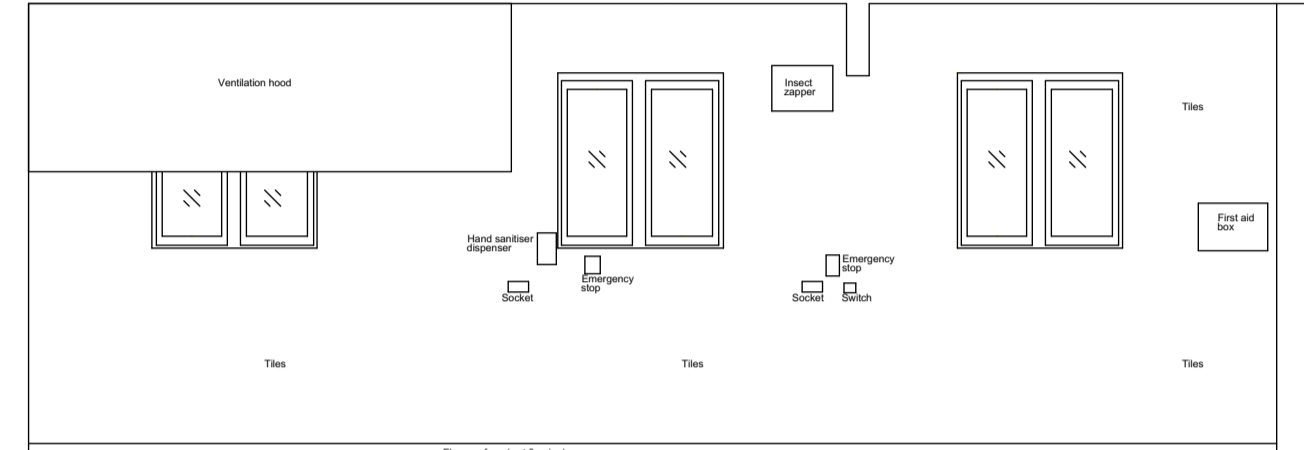 Ventilation hood
Insect
zapper
Tiles
First aid
box
Hand sanitiser
dispenser
Emergency
stop
Socket
Emergency
stop
Socket
Switch
Tiles
Tiles
Tiles